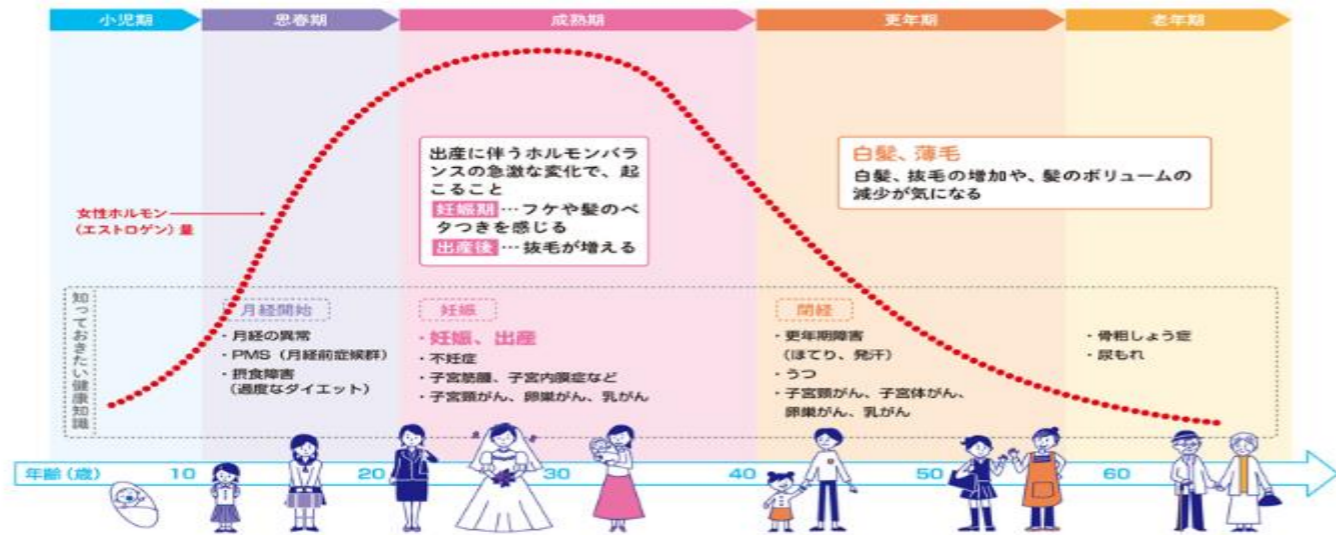 小児期
思春期
成熟期
更年期
老年期
出産に伴うホルモンバラ
ンスの急激な変化で、起
こること
妊娠期…フケや髪のベ
タつきを感じる
出産後…抜毛が増える
白髪、薄毛
白髪、抜毛の増加や、髪のボリュームの
減少が気になる
女性ホルモン
(エストロゲン)量
知っておきたい健康知識
月経開始
・月経の異常
・PMS（月経前症候群）
・摂食障害
（過度なダイエット）
妊娠
・妊娠、出産
・不妊症
・子宮筋腫、子宮内膜症など
・子宮頸がん、卵巣がん、乳がん
閉経
・更年期障害
（ほてり、発汗）
・うつ
・子宮頸がん、子宮体がん、
卵巣がん、乳がん
・骨粗しょう症
・尿もれ
年齢(歳) 10 20 30 40 50 60